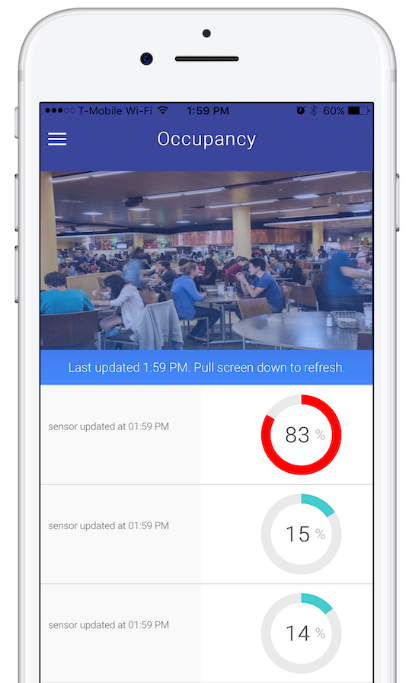 T-Mobile Wi-Fi 1:59 PM 60%
Occupancy
Last updated 1:59 PM. Pull screen down to refresh.
sensor updated at 01:59 PM
83 %
sensor updated at 01:59 PM
15 %
sensor updated at 01:59 PM
14 %